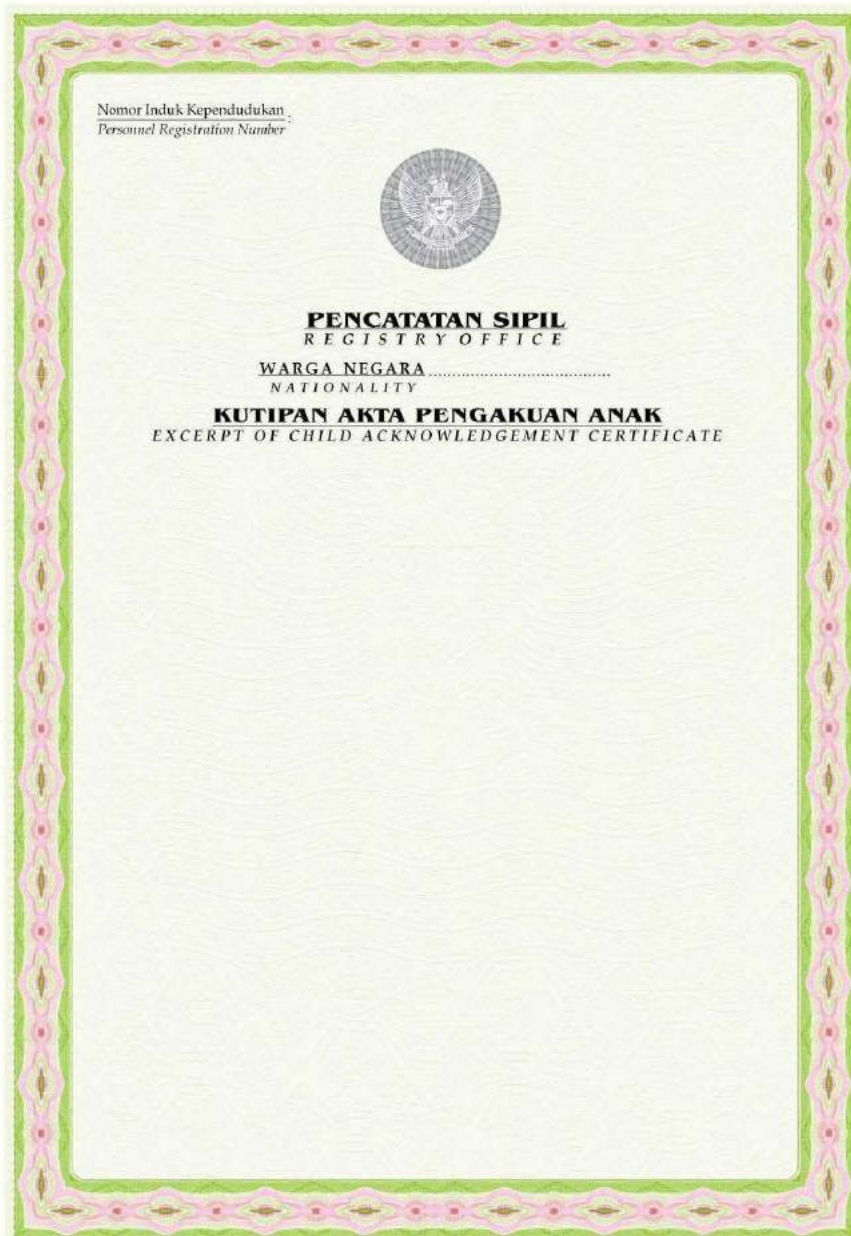 Nomor Induk Kependudukan :
Personnel Registration Number
PENCATATAN SIPIL
REGISTRY OFFICE
WARGA NEGARA ......................................
NATIONALITY
KUTIPAN AKTA PENGAKUAN ANAK
EXCERPT OF CHILD ACKNOWLEDGEMENT CERTIFICATE